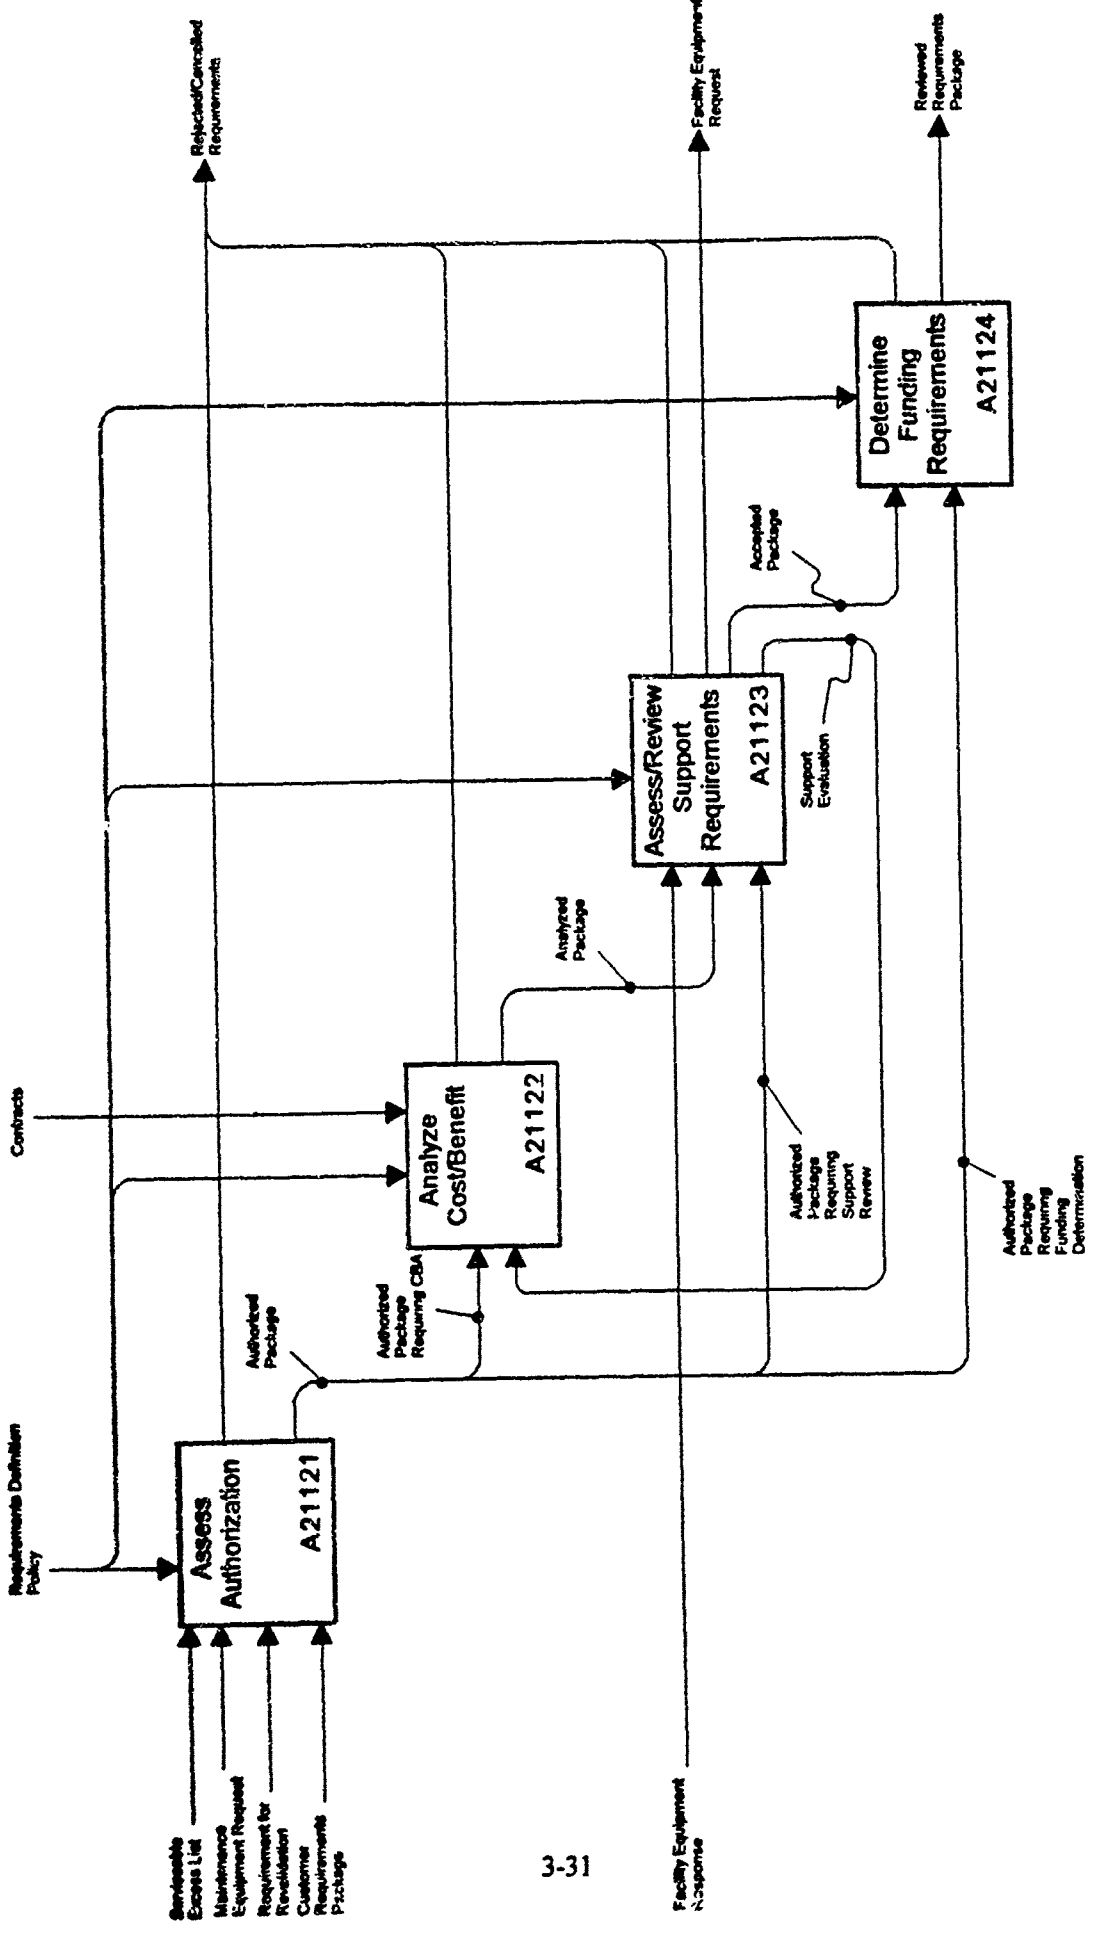 Requirements Definition
Policy
Contracts
Serviceable
Excess List
Maintenance
Equipment Request
Requirement for
Revalidation
Customer
Requirements
Package
Assess
Authorization
A21121
Authorized
Package
Rejected/Cancelled
Requirements
Authorized
Package
Requiring CBA
Analyze
Cost/Benefit
A21122
Analyzed
Package
Facility Equipment
Response
Assess/Review
Support
Requirements
A21123
Authorized
Package
Requiring
Support
Review
Support
Evaluation
Accepted
Package
Facility Equipment
Request
Determine
Funding
Requirements
A21124
Authorized
Package
Requiring
Funding
Determination
Reviewed
Requirements
Package
3-31